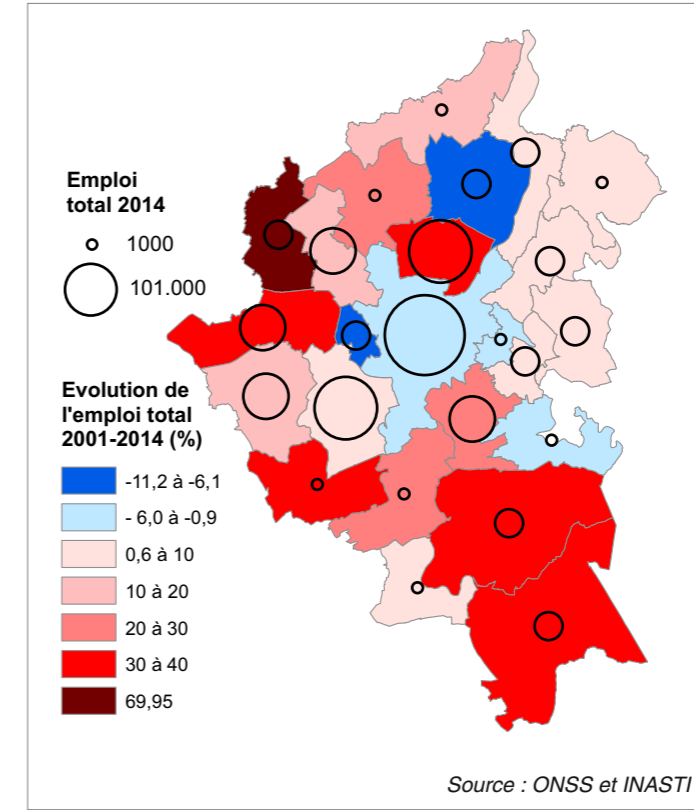 Emploi
total 2014
1000
101.000
Evolution de
l'emploi total
2001-2014 (%)
-11,2 à -6,1
- 6,0 à -0,9
0,6 à 10
10 à 20
20 à 30
30 à 40
69,95
Source : ONSS et INASTI